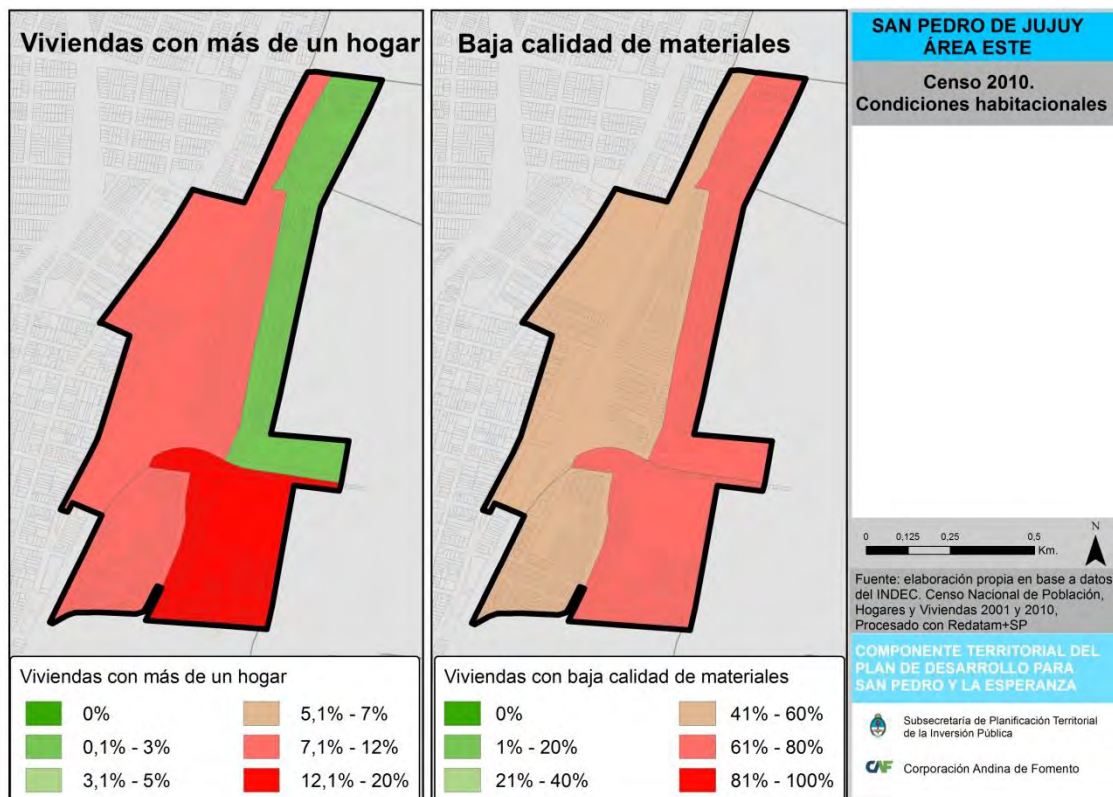 Viviendas con más de un hogar
Viviendas con más de un hogar
0%
0,1% - 3%
3,1% - 5%
5,1% - 7%
7,1% - 12%
12,1% - 20%
Baja calidad de materiales
Viviendas con baja calidad de materiales
0%
1% - 20%
21% - 40%
41% - 60%
61% - 80%
81% - 100%
SAN PEDRO DE JUJUY
ÁREA ESTE
Censo 2010.
Condiciones habitacionales
N
0 0,125 0,25 0,5
Km.
Fuente: elaboración propia en base a datos
del INDEC. Censo Nacional de Población,
Hogares y Viviendas 2001 y 2010,
Procesado con Redatam+SP
COMPONENTE TERRITORIAL DEL
PLAN DE DESARROLLO PARA
SAN PEDRO Y LA ESPERANZA
Subsecretaría de Planificación Territorial
de la Inversión Pública
CAF Corporación Andina de Fomento